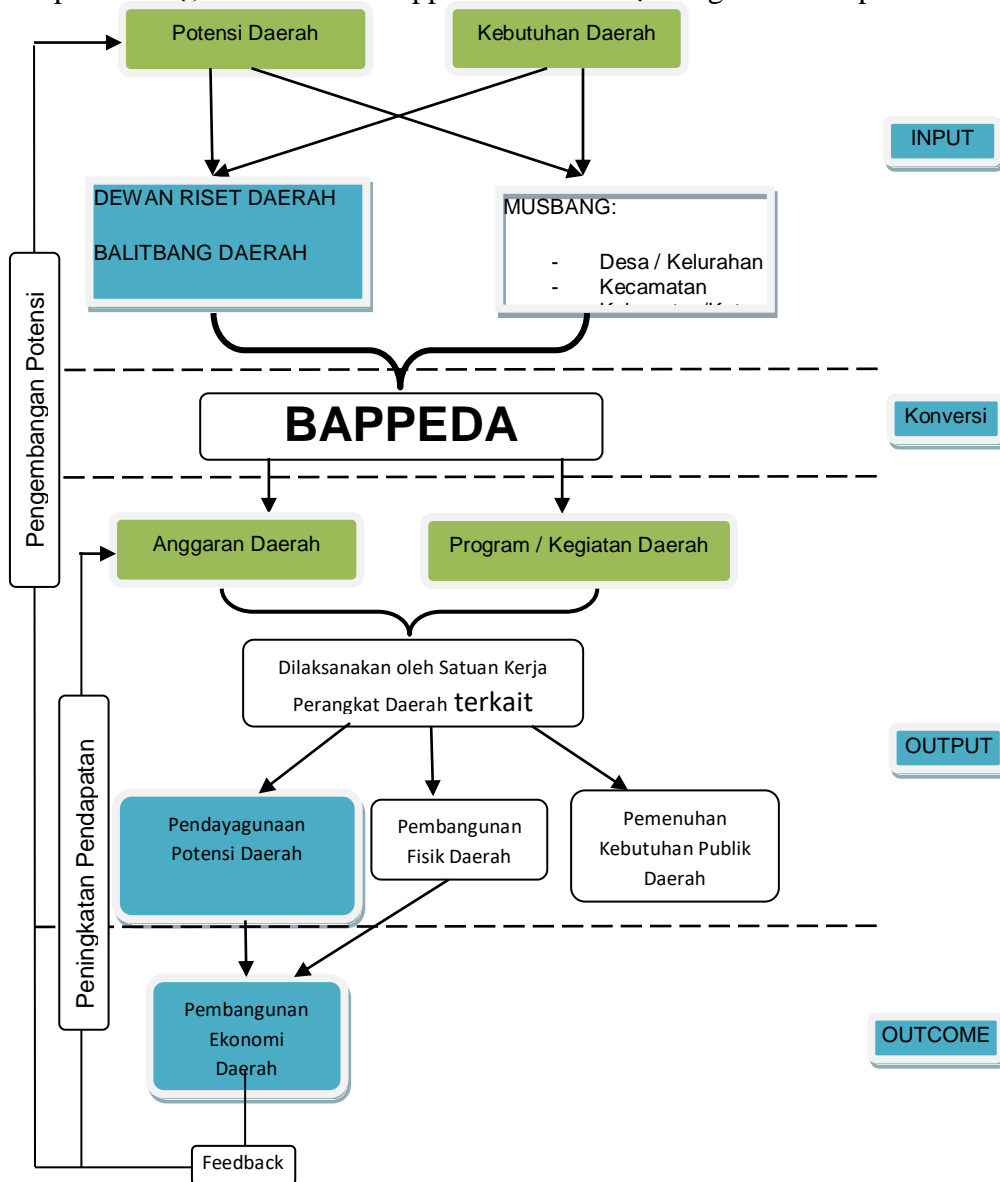 Potensi Daerah
Kebutuhan Daerah
INPUT
DEWAN RISET DAERAH
BALITBANG DAERAH
MUSBANG:
- Desa / Kelurahan
- Kecamatan
Pengembangan Potensi
BAPPEDA
Konversi
Anggaran Daerah
Program / Kegiatan Daerah
Dilaksanakan oleh Satuan Kerja
Perangkat Daerah terkait
Peningkatan Pendapatan
OUTPUT
Pendayagunaan
Potensi Daerah
Pembangunan
Fisik Daerah
Pemenuhan
Kebutuhan Publik
Daerah
Pembangunan
Ekonomi
Daerah
OUTCOME
Feedback